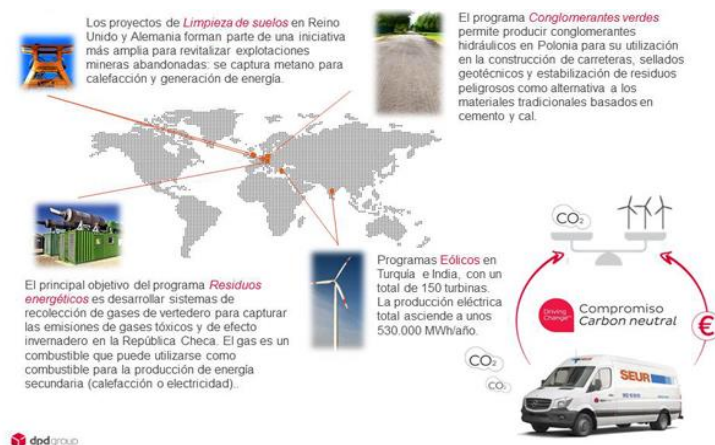 Los proyectos de Limpieza de suelos en Reino
Unido y Alemania forman parte de una iniciativa
más amplia para revitalizar explotaciones
mineras abandonadas: se captura metano para
calefacción y generación de energía.
El programa Conglomerantes verdes
permite producir conglomerantes
hidráulicos en Polonia para su utilización
en la construcción de carreteras, sellados
geotécnicos y estabilización de residuos
peligrosos como alternativa a los
materiales tradicionales basados en
cemento y cal.
El principal objetivo del programa Residuos
energéticos es desarrollar sistemas de
recolección de gases de vertedero para capturar
las emisiones de gases tóxicos y de efecto
invernadero en la República Checa. El gas es un
combustible que puede utilizarse como
combustible para la producción de energía
secundaria (calefacción o electricidad)..
Programas Eólicos en
Turquía e India, con un
total de 150 turbinas.
La producción eléctrica
total asciende a unos
530.000 MWh/año.
CO2
Driving
Change
Compromiso
Carbon neutral
€
CO2
CO2
SEUR
dpdgroup